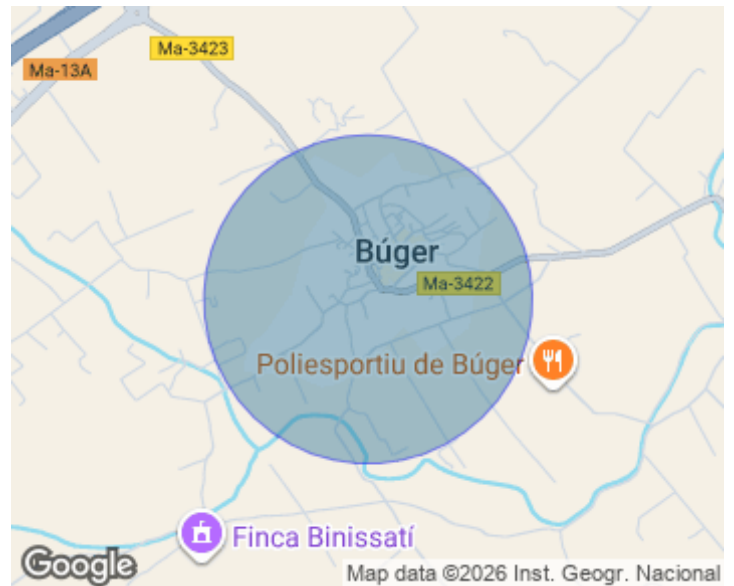 Ma-3423
Ma-13A
Búger
Ma-3422
Poliesportiu de Búger
Finca Binissatí
Google
Map data ©2026 Inst. Geogr. Nacional